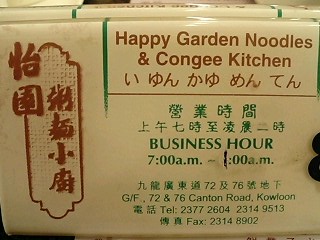 怡園
粥麵小廚
Happy Garden Noodles
& Congee Kitchen
い ゆん かゆ めん てん
營業時間
上午七時至凌晨二時
BUSINESS HOUR
7:00a.m. ~ :00a.m.
九龍廣東道72及76號地下
G/F., 72 & 76 Canton Road, Kowloon
電話 Tel: 2377 2604 2314 9513
傳真 Fax: 2314 8902